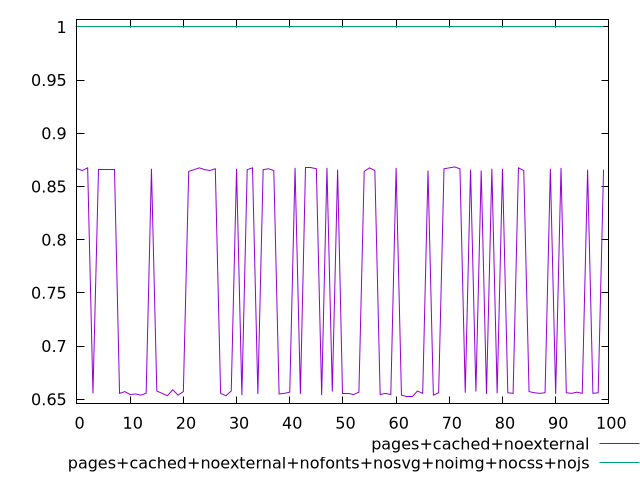 1
0.95
0.9
0.85
0.8
0.75
0.7
0.65
0 10 20 30 40 50 60 70 80 90 100
pages+cached+noexternal
pages+cached+noexternal+nofonts+nosvg+noimg+nocss+nojs